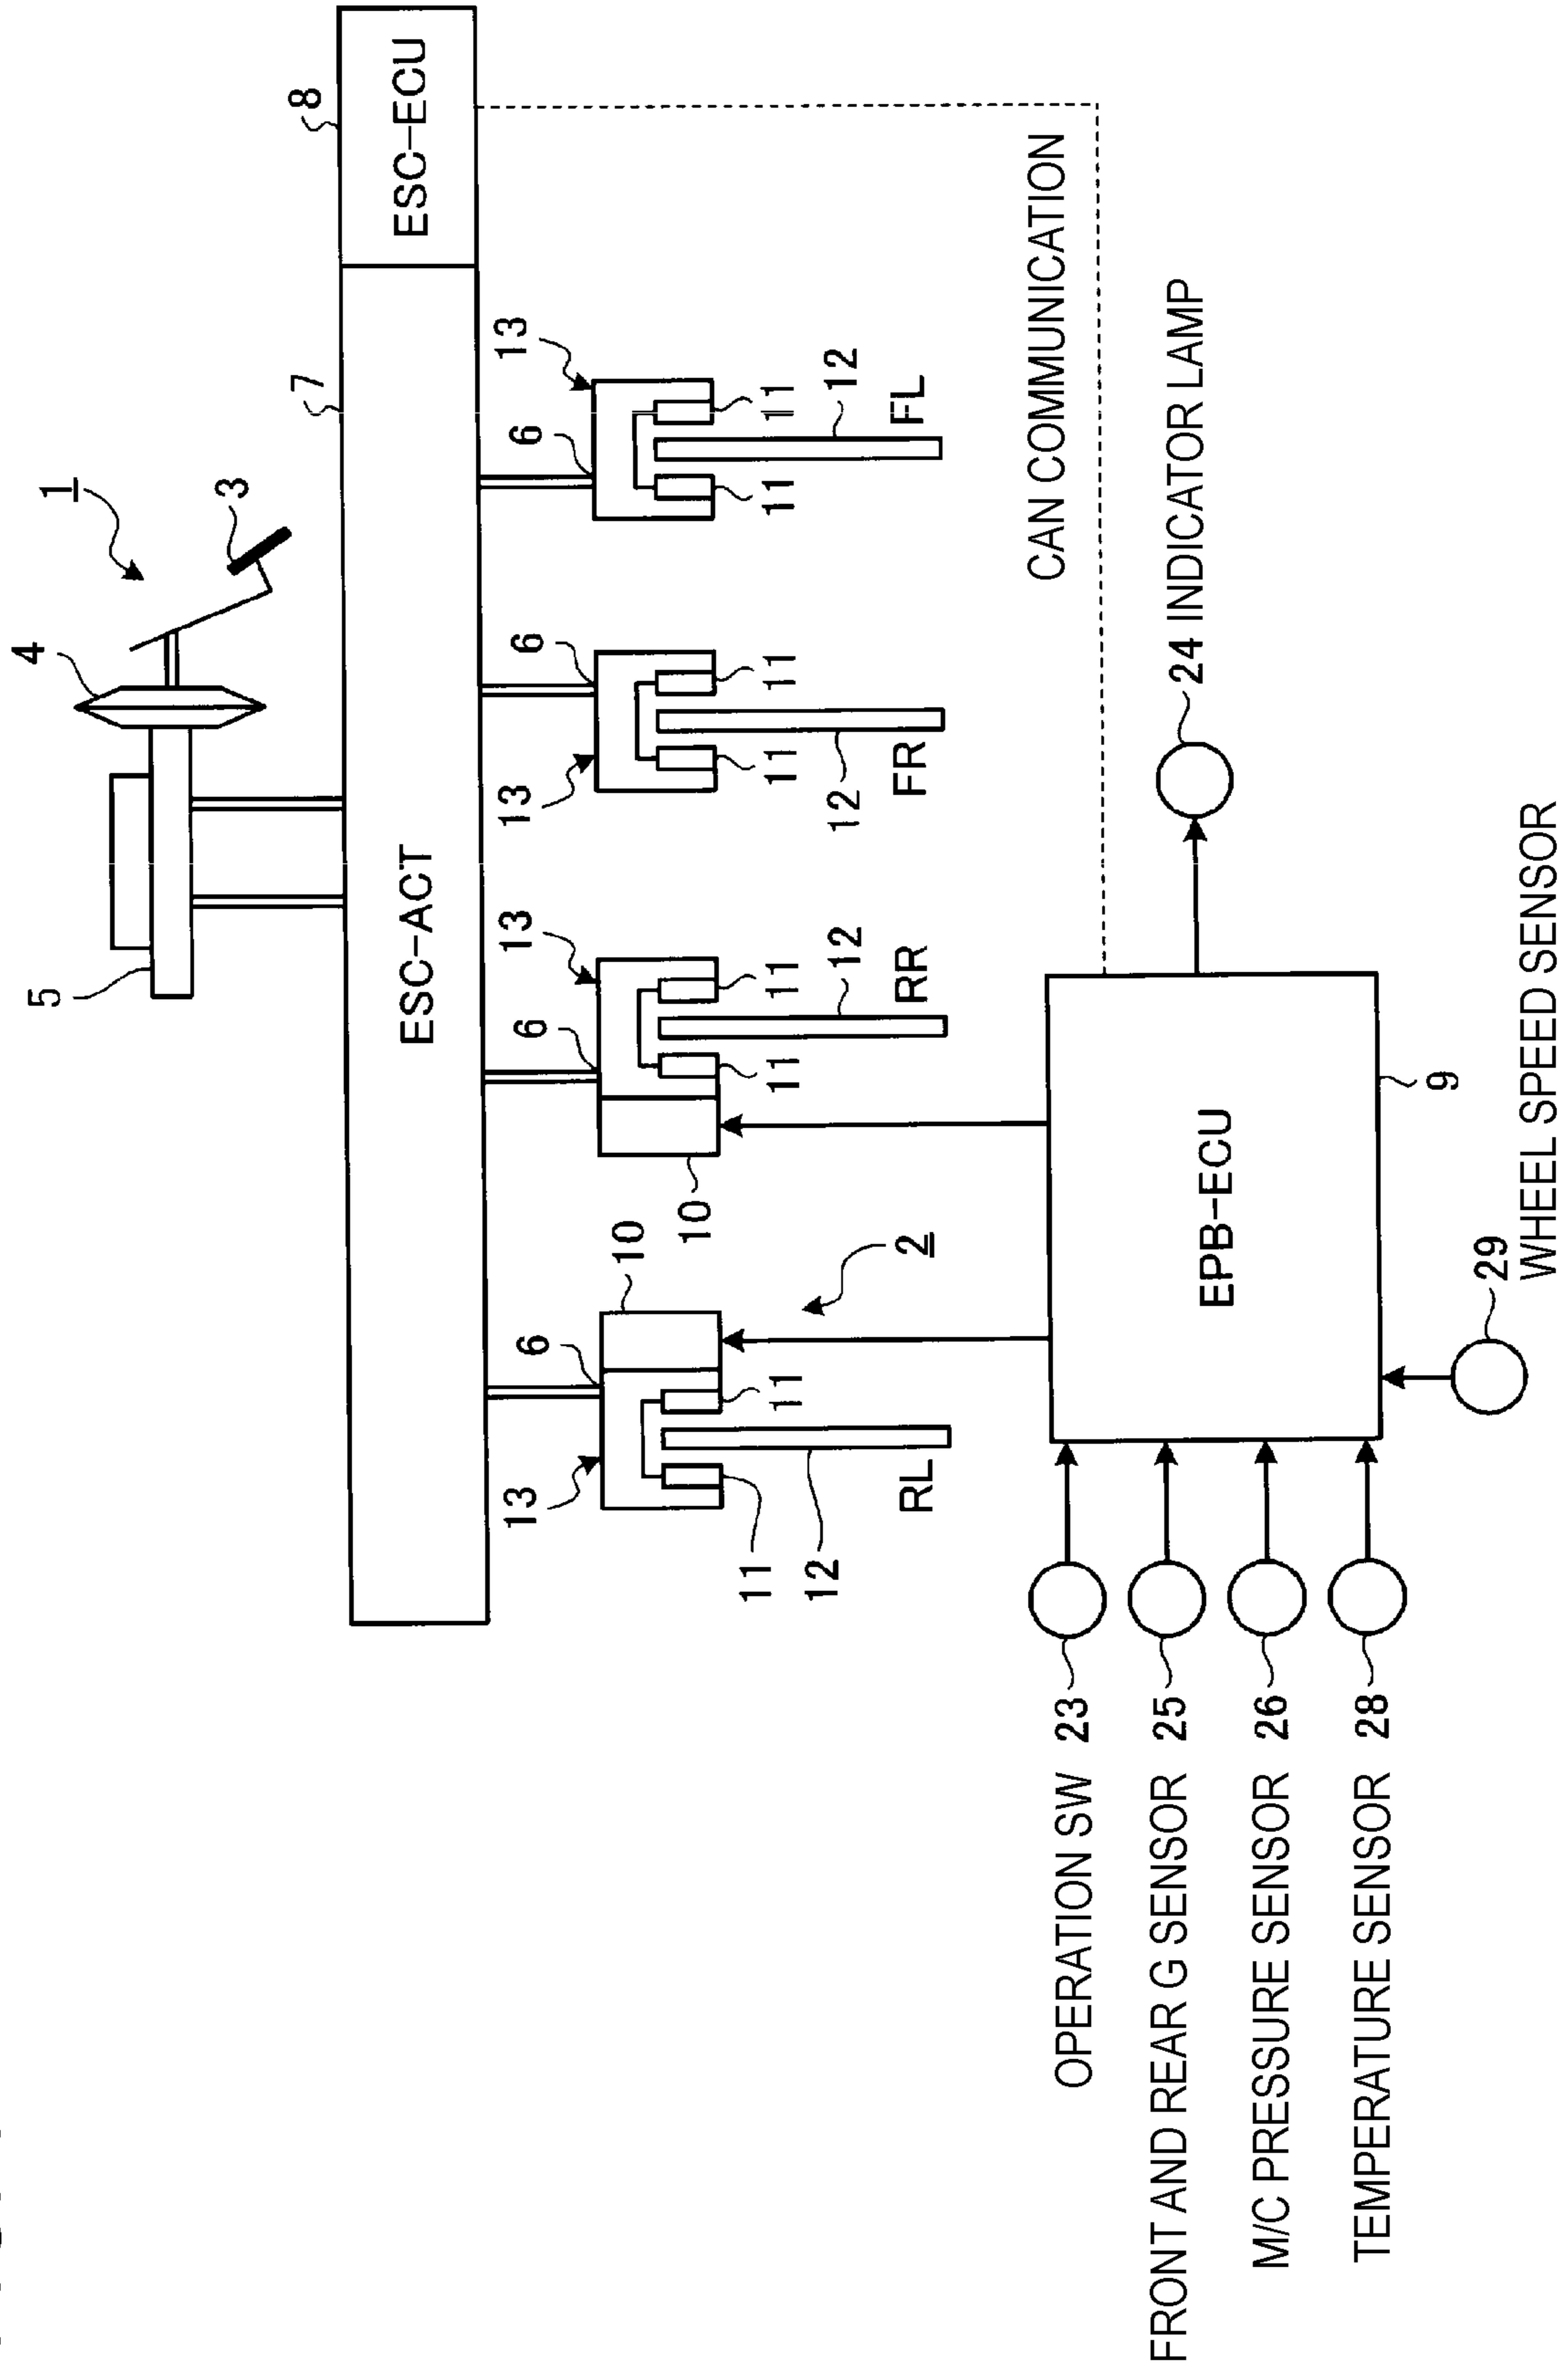 1
3
4
5
7
8
ESC-ACT
ESC-ECU
13
6
11
11
12
RL
10
2
10
6
13
11
11
12
RR
13
6
11
11
12
FR
13
6
11
11
12
FL
CAN COMMUNICATION
OPERATION SW 23
FRONT AND REAR G SENSOR 25
M/C PRESSURE SENSOR 26
TEMPERATURE SENSOR 28
EPB-ECU
9
24 INDICATOR LAMP
29
WHEEL SPEED SENSOR